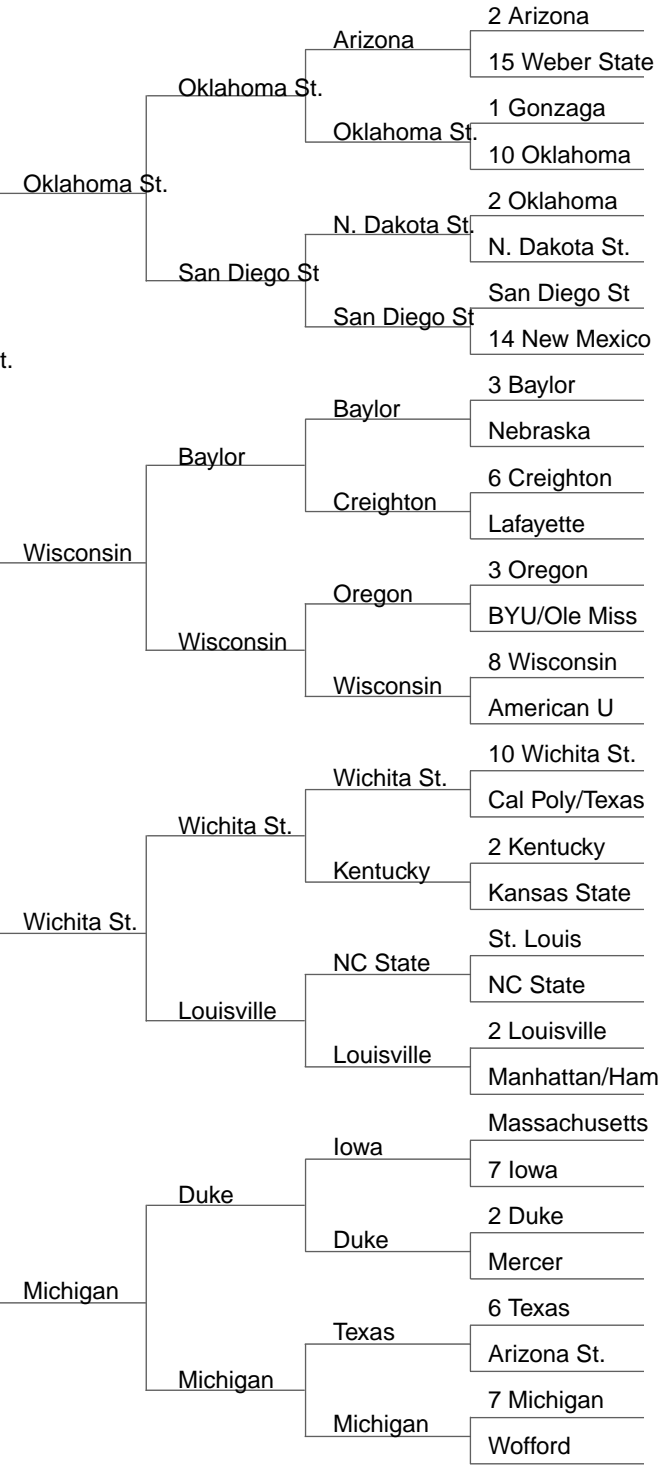 2 Arizona
Arizona
15 Weber State
Oklahoma St.
1 Gonzaga
Oklahoma St.
10 Oklahoma
Oklahoma St.
2 Oklahoma
N. Dakota St.
N. Dakota St.
San Diego St
San Diego St
San Diego St
14 New Mexico
t.
3 Baylor
Baylor
Nebraska
Baylor
6 Creighton
Creighton
Lafayette
Wisconsin
3 Oregon
Oregon
BYU/Ole Miss
Wisconsin
8 Wisconsin
Wisconsin
American U
10 Wichita St.
Wichita St.
Cal Poly/Texas
Wichita St.
2 Kentucky
Kentucky
Kansas State
Wichita St.
St. Louis
NC State
NC State
Louisville
2 Louisville
Louisville
Manhattan/Ham
Massachusetts
Iowa
7 Iowa
Duke
2 Duke
Duke
Mercer
Michigan
6 Texas
Texas
Arizona St.
Michigan
7 Michigan
Michigan
Wofford